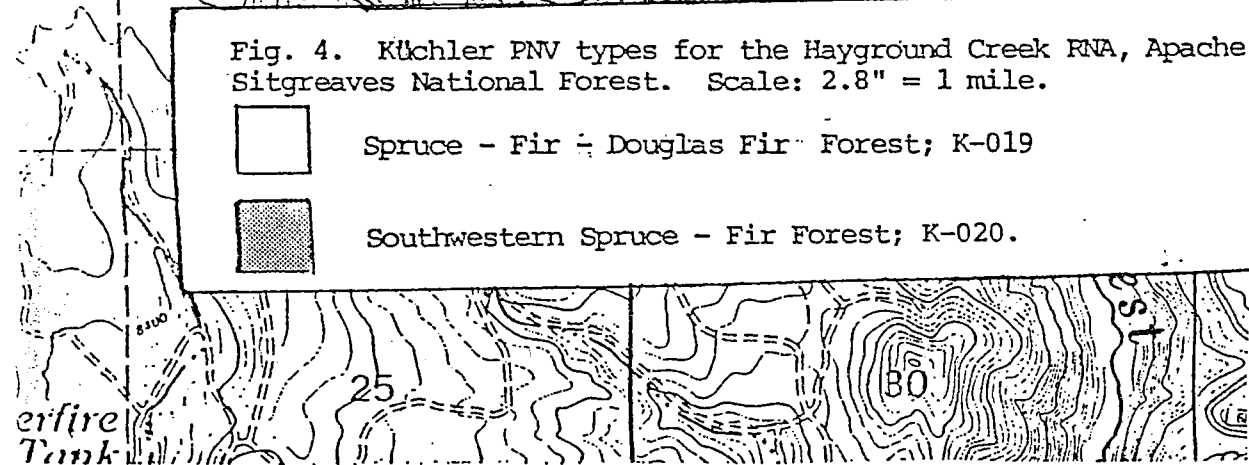 Fig. 4. Küchler PNV types for the Hayground Creek RNA, Apache
Sitgreaves National Forest. Scale: 2.8" = 1 mile.
Spruce - Fir - Douglas Fir Forest; K-019
Southwestern Spruce - Fir Forest; K-020.
est
25
30
erfire
Tank